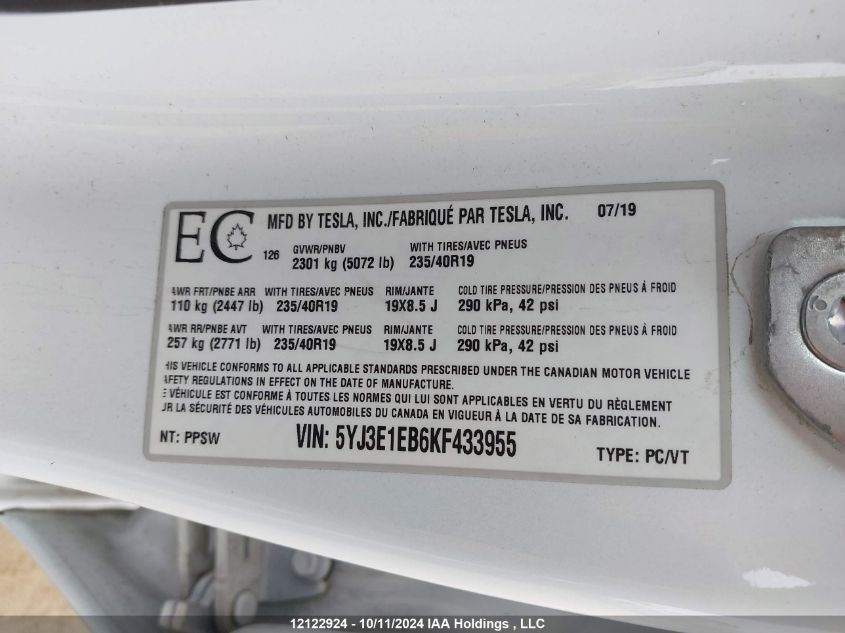 EC
MFD BY TESLA, INC./FABRIQUÉ PAR TESLA, INC. 07/19
126
GVWR/PNBV WITH TIRES/AVEC PNEUS
2301 kg (5072 lb) 235/40R19
AWR FRT/PNBE ARR WITH TIRES/AVEC PNEUS RIM/JANTE COLD TIRE PRESSURE/PRESSION DES PNEUS À FROID
110 kg (2447 lb) 235/40R19 19X8.5 J 290 kPa, 42 psi
AWR RR/PNBE AVT WITH TIRES/AVEC PNEUS RIM/JANTE COLD TIRE PRESSURE/PRESSION DES PNEUS À FROID
257 kg (2771 lb) 235/40R19 19X8.5 J 290 kPa, 42 psi
HIS VEHICLE CONFORMS TO ALL APPLICABLE STANDARDS PRESCRIBED UNDER THE CANADIAN MOTOR VEHICLE
AFETY REGULATIONS IN EFFECT ON THE DATE OF MANUFACTURE.
E VÉHICULE EST CONFORME À TOUTES LES NORMES QUI LUI SONT APPLICABLES EN VERTU DU RÈGLEMENT
UR LA SÉCURITÉ DES VÉHICULES AUTOMOBILES DU CANADA EN VIGUEUR À LA DATE DE SA FABRICATION.
NT: PPSW VIN: 5YJ3E1EB6KF433955 TYPE: PC/VT
12122924 - 10/11/2024 IAA Holdings , LLC